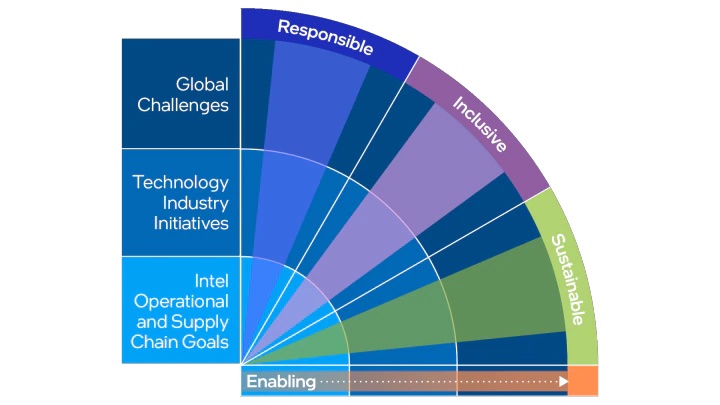 Responsible
Inclusive
Sustainable
Global
Challenges
Technology
Industry
Initiatives
Intel
Operational
and Supply
Chain Goals
Enabling